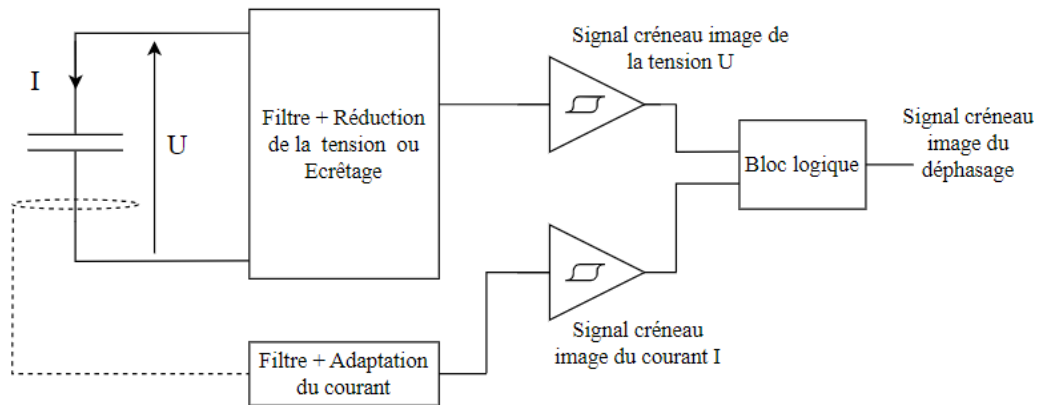 Signal créneau image de
la tension U
I
U
Filtre + Réduction
de la tension ou
Ecrêtage
Signal créneau
image du
déphasage
Bloc logique
Signal créneau
image du courant I
Filtre + Adaptation
du courant